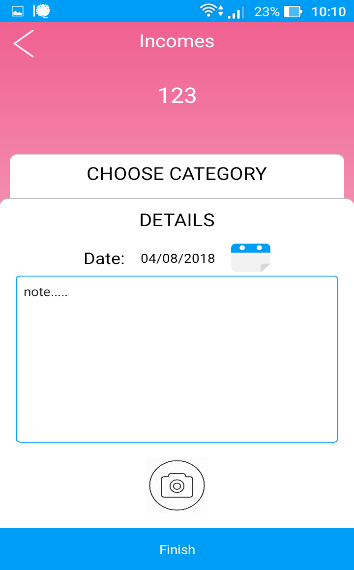 23% 10:10
Incomes
123
CHOOSE CATEGORY
DETAILS
Date: 04/08/2018
note.....
Finish